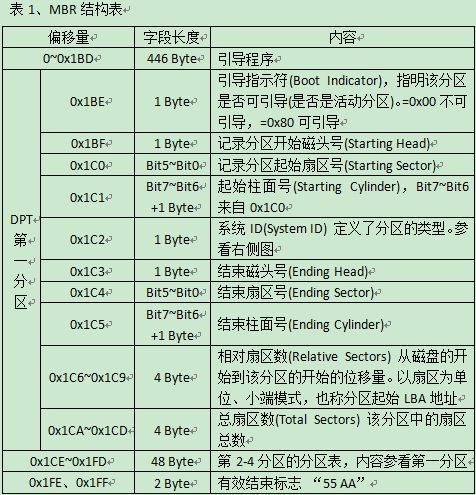 表 1、MBR 结构表
偏移量 字段长度 内容
0~0x1BD 446 Byte 引导程序
DPT 第一分区
0x1BE 1 Byte 引导指示符(Boot Indicator)，指明该分区
是否可引导(是否是活动分区)。=0x00 不可
引导，=0x80 可引导
0x1BF 1 Byte 记录分区开始磁头号(Starting Head)
0x1C0 Bit5~Bit0 记录分区起始扇区号(Starting Sector)
0x1C1 Bit7~Bit6 +1 Byte 起始柱面号(Starting Cylinder)，Bit7~Bit6
来自 0x1C0
0x1C2 1 Byte 系统 ID(System ID) 定义了分区的类型。参
看右侧图
0x1C3 1 Byte 结束磁头号(Ending Head)
0x1C4 Bit5~Bit0 结束扇区号(Ending Sector)
0x1C5 Bit7~Bit6 +1 Byte 结束柱面号(Ending Cylinder)
0x1C6~0x1C9 4 Byte 相对扇区数(Relative Sectors) 从磁盘的开
始到该分区的开始的位移量。以扇区为单
位、小端模式，也称分区起始 LBA 地址
0x1CA~0x1CD 4 Byte 总扇区数(Total Sectors) 该分区中的扇区
总数
0x1CE~0x1FD 48 Byte 第 2-4 分区的分区表，内容参看第一分区
0x1FE、0x1FF 2 Byte 有效结束标志 “55 AA”